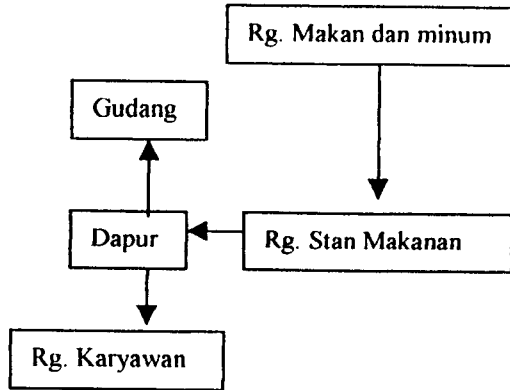 Rg. Makan dan minum
Gudang
Dapur
Rg. Stan Makanan
Rg. Karyawan